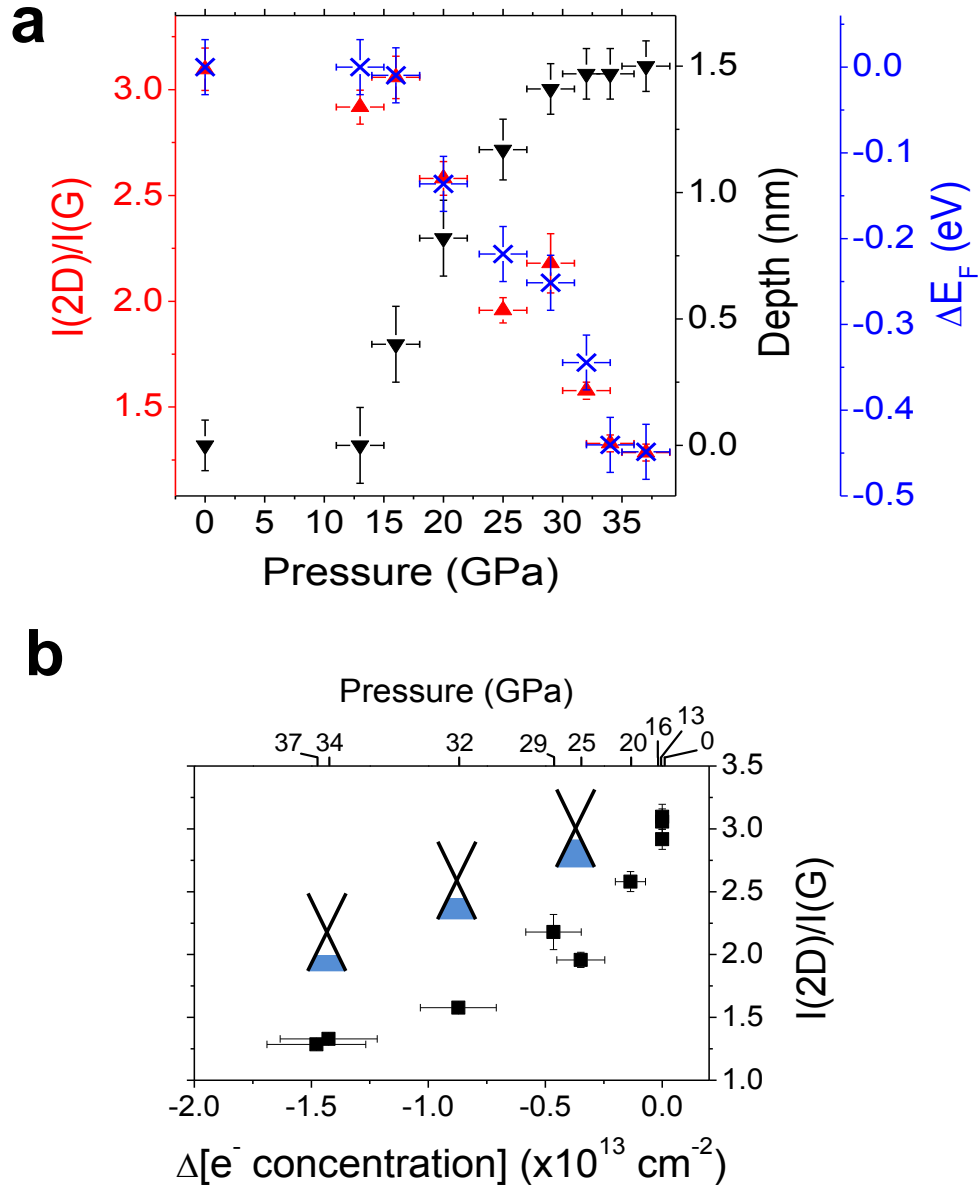 a
I(2D)/I(G)
3.0
2.5
2.0
1.5
0 5 10 15 20 25 30 35
Pressure (GPa)
1.5
1.0
0.5
0.0
Depth (nm)
0.0
-0.1
-0.2
-0.3
-0.4
-0.5
ΔE_F (eV)
b
Pressure (GPa)
37 34 32 29 25 20 16 13 0
3.5
3.0
2.5
2.0
1.5
1.0
I(2D)/I(G)
-2.0 -1.5 -1.0 -0.5 0.0
Δ[e⁻ concentration] (x10¹³ cm⁻²)